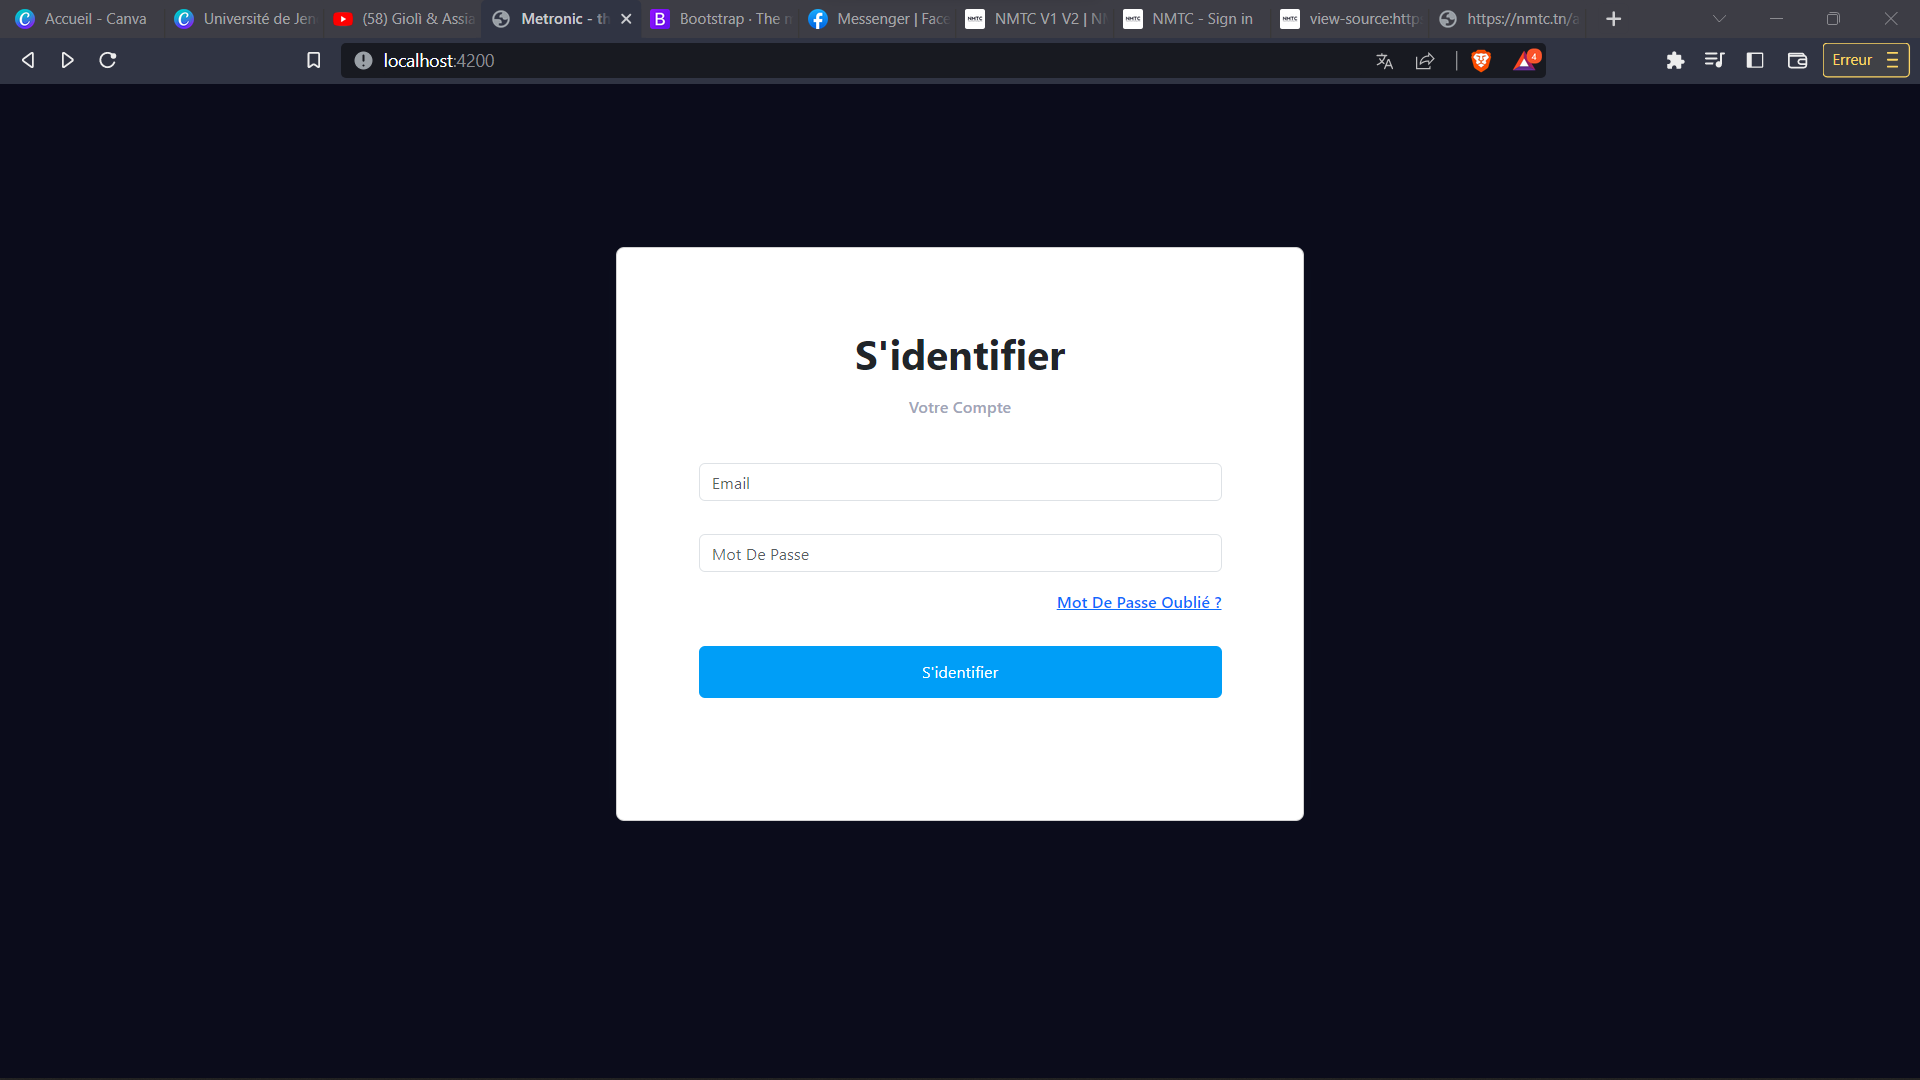 Accueil - Canva
Université de Jen
(58) Giolì & Assia
Metronic - th
Bootstrap · The m
Messenger | Face
NMTC V1 V2 | N
NMTC - Sign in
view-source:http
https://nmtc.tn/a
localhost:4200
4
Erreur
S'identifier
Votre Compte
Email
Mot De Passe
Mot De Passe Oublié ?
S'identifier